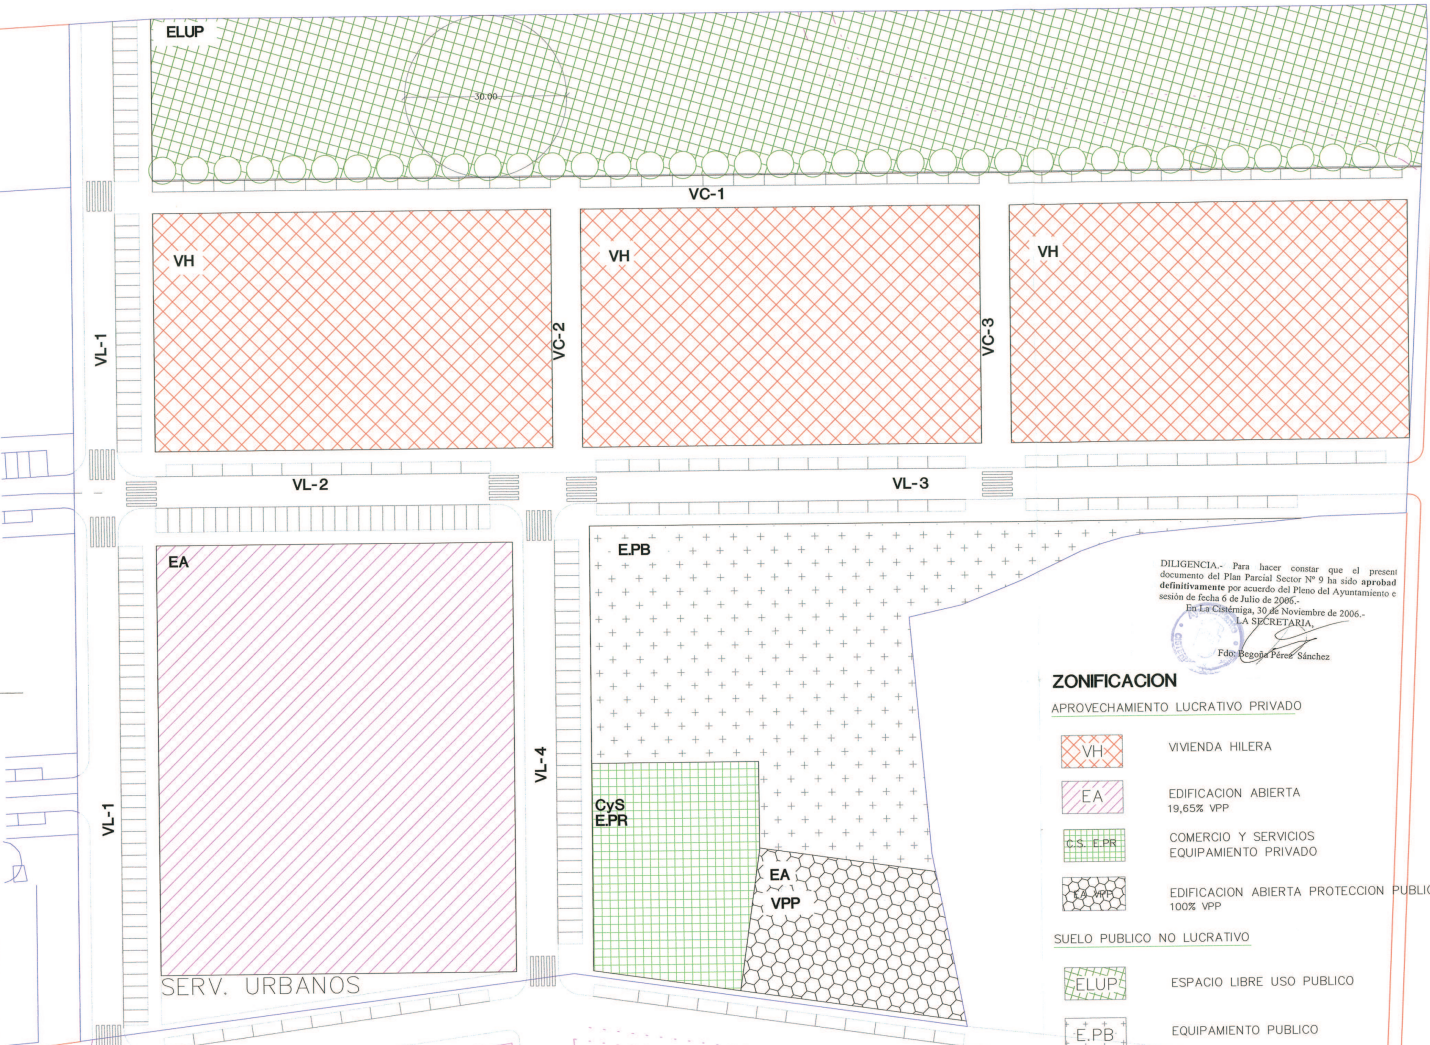 ELUP
30.00
VC-1
VH
VH
VH
VL-1
VC-2
VC-3
VL-2
VL-3
EA
E.PB
DILIGENCIA.- Para hacer constar que el present
documento del Plan Parcial Sector Nº 9 ha sido aprobad
definitivamente por acuerdo del Pleno del Ayuntamiento e
sesión de fecha 6 de Julio de 2006.-
En La Cistérniga, 30 de Noviembre de 2006.-
LA SECRETARIA,
Fdo: Begoña Pérez Sánchez
ZONIFICACION
APROVECHAMIENTO LUCRATIVO PRIVADO
VH VIVIENDA HILERA
EA EDIFICACION ABIERTA
19,65% VPP
C.S. E.PR COMERCIO Y SERVICIOS
EQUIPAMIENTO PRIVADO
EA VPP EDIFICACION ABIERTA PROTECCION PUBLIC
100% VPP
SUELO PUBLICO NO LUCRATIVO
ELUP ESPACIO LIBRE USO PUBLICO
E.PB EQUIPAMIENTO PUBLICO
VL-1
VL-4
CyS
E.PR
EA
VPP
SERV. URBANOS